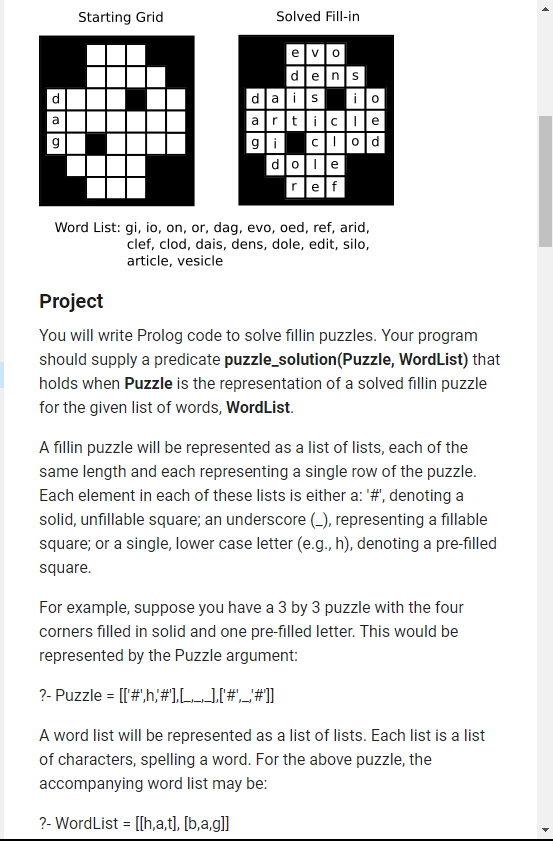 Starting Grid
Solved Fill-in
d
a
g
e v o
d e n s
d a i s i o
a r t i c l e
g i c l o d
d o l e
r e f
Word List: gi, io, on, or, dag, evo, oed, ref, arid,
clef, clod, dais, dens, dole, edit, silo,
article, vesicle
Project
You will write Prolog code to solve fillin puzzles. Your program
should supply a predicate puzzle_solution(Puzzle, WordList) that
holds when Puzzle is the representation of a solved fillin puzzle
for the given list of words, WordList.
A fillin puzzle will be represented as a list of lists, each of the
same length and each representing a single row of the puzzle.
Each element in each of these lists is either a: '#', denoting a
solid, unfillable square; an underscore (_), representing a fillable
square; or a single, lower case letter (e.g., h), denoting a pre-filled
square.
For example, suppose you have a 3 by 3 puzzle with the four
corners filled in solid and one pre-filled letter. This would be
represented by the Puzzle argument:
?- Puzzle = [['#',h,'#'],[_,_,_],['#',_,'#']]
A word list will be represented as a list of lists. Each list is a list
of characters, spelling a word. For the above puzzle, the
accompanying word list may be:
?- WordList = [[h,a,t], [b,a,g]]